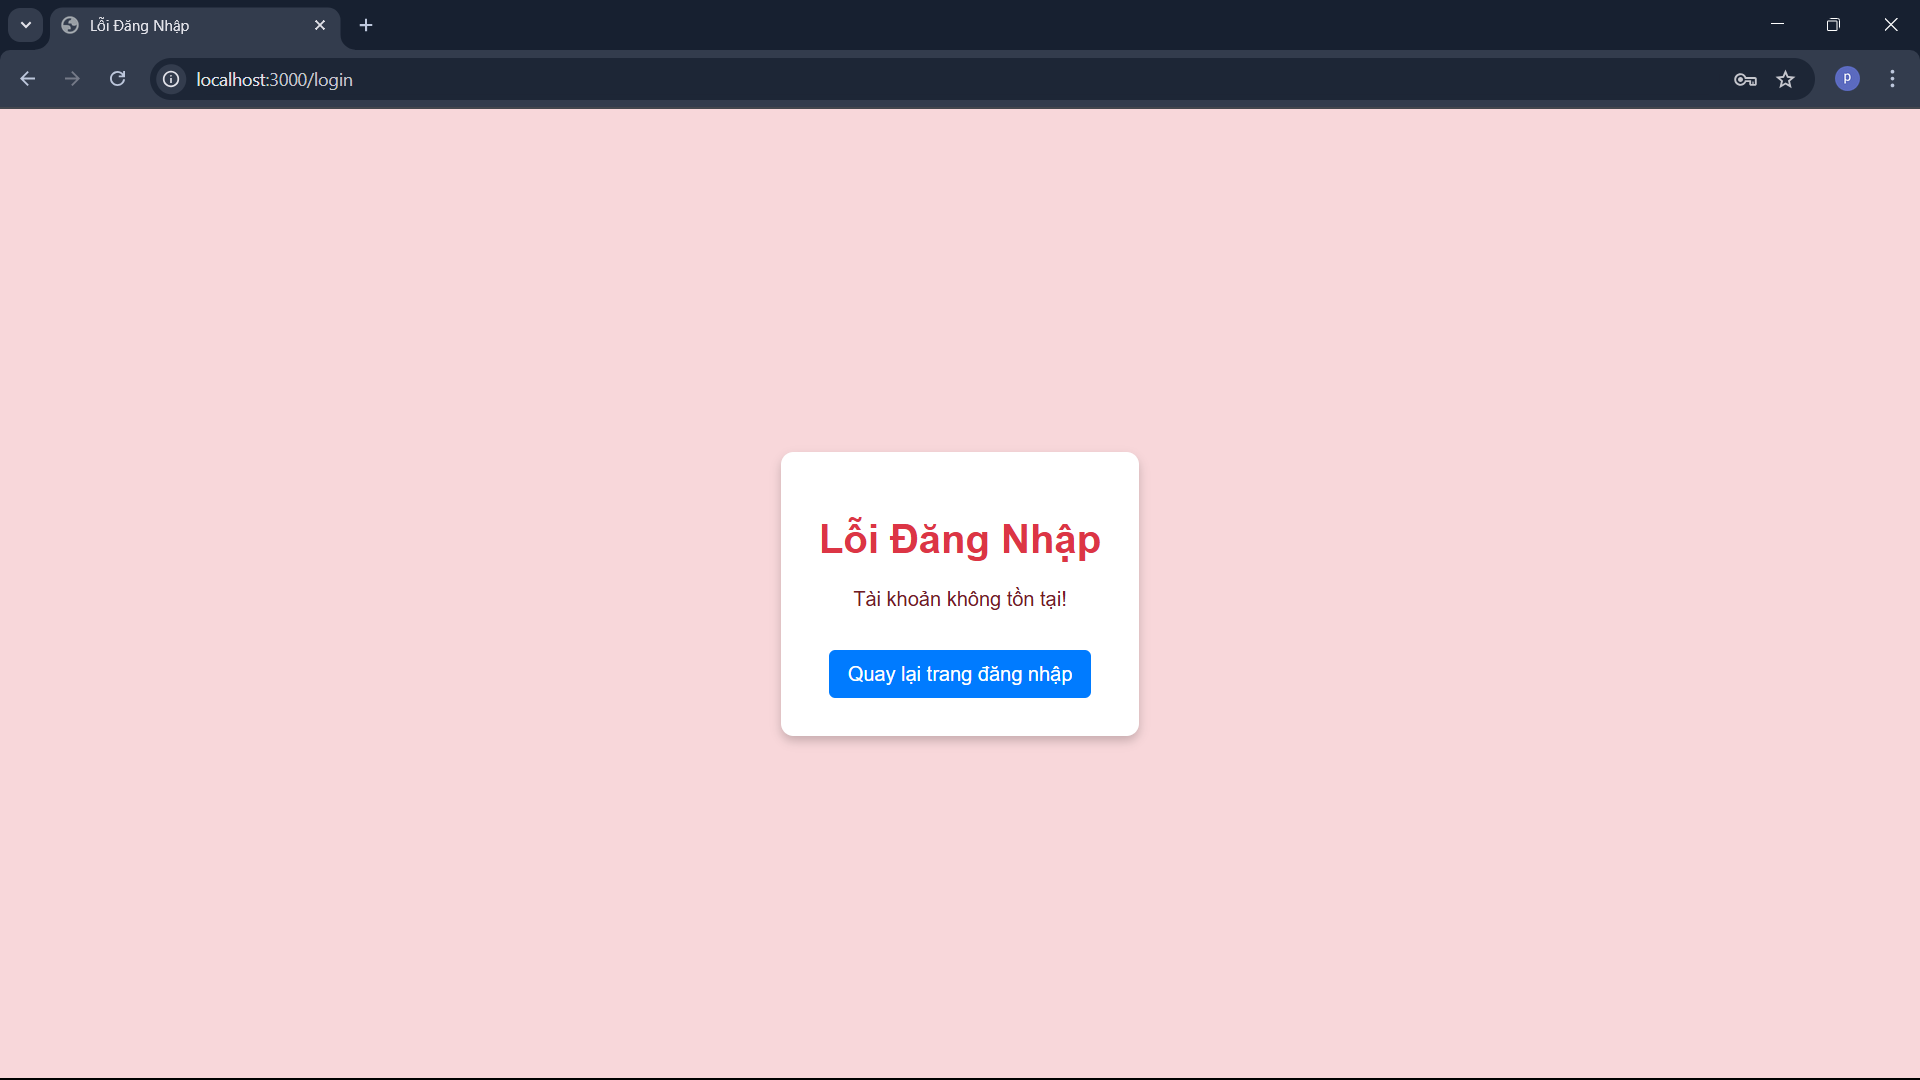 Lỗi Đăng Nhập
localhost:3000/login
p
Lỗi Đăng Nhập
Tài khoản không tồn tại!
Quay lại trang đăng nhập